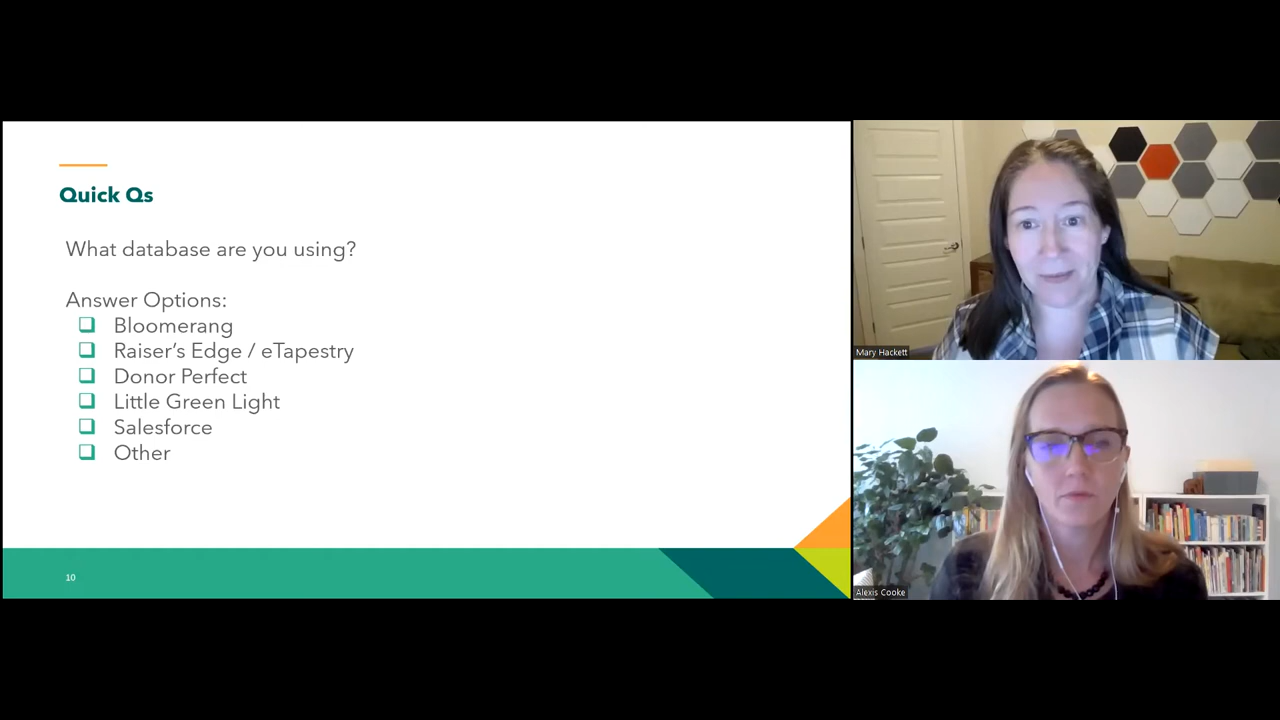 Quick Qs
What database are you using?
Answer Options:
Bloomerang
Raiser's Edge / eTapestry
Donor Perfect
Little Green Light
Salesforce
Other
10
Mary Hackett
Alexis Cooke